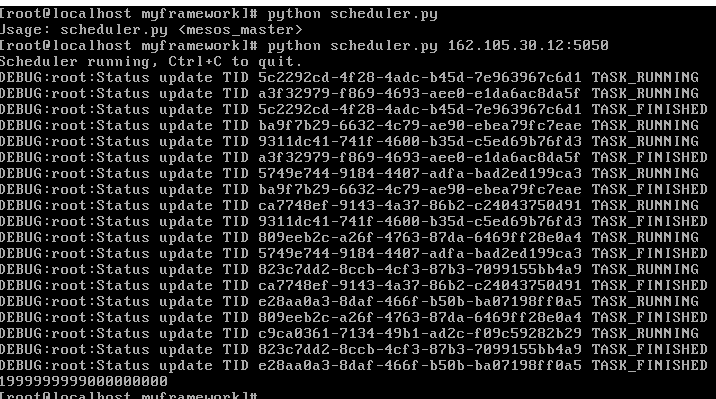 [root@localhost myframework]# python scheduler.py
Usage: scheduler.py <mesos_master>
[root@localhost myframework]# python scheduler.py 162.105.30.12:5050
Scheduler running, Ctrl+C to quit.
DEBUG:root:Status update TID 5c2292cd-4f28-4adc-b45d-7e963967c6d1 TASK_RUNNING
DEBUG:root:Status update TID a3f32979-f869-4693-aee0-e1da6ac8da5f TASK_RUNNING
DEBUG:root:Status update TID 5c2292cd-4f28-4adc-b45d-7e963967c6d1 TASK_FINISHED
DEBUG:root:Status update TID ba9f7b29-6632-4c79-ae90-ebea79fc7eae TASK_RUNNING
DEBUG:root:Status update TID 9311dc41-741f-4600-b35d-c5ed69b76fd3 TASK_RUNNING
DEBUG:root:Status update TID a3f32979-f869-4693-aee0-e1da6ac8da5f TASK_FINISHED
DEBUG:root:Status update TID 5749e744-9184-4407-adfa-bad2ed199ca3 TASK_RUNNING
DEBUG:root:Status update TID ba9f7b29-6632-4c79-ae90-ebea79fc7eae TASK_FINISHED
DEBUG:root:Status update TID ca7748ef-9143-4a37-86b2-c24043750d91 TASK_RUNNING
DEBUG:root:Status update TID 9311dc41-741f-4600-b35d-c5ed69b76fd3 TASK_FINISHED
DEBUG:root:Status update TID 809eeb2c-a26f-4763-87da-6469ff28e0a4 TASK_RUNNING
DEBUG:root:Status update TID 5749e744-9184-4407-adfa-bad2ed199ca3 TASK_FINISHED
DEBUG:root:Status update TID 823c7dd2-8ccb-4cf3-87b3-7099155bb4a9 TASK_RUNNING
DEBUG:root:Status update TID ca7748ef-9143-4a37-86b2-c24043750d91 TASK_FINISHED
DEBUG:root:Status update TID e28aa0a3-8daf-466f-b50b-ba07198ff0a5 TASK_RUNNING
DEBUG:root:Status update TID 809eeb2c-a26f-4763-87da-6469ff28e0a4 TASK_FINISHED
DEBUG:root:Status update TID c9ca0361-7134-49b1-ad2c-f09c59282b29 TASK_RUNNING
DEBUG:root:Status update TID 823c7dd2-8ccb-4cf3-87b3-7099155bb4a9 TASK_FINISHED
DEBUG:root:Status update TID e28aa0a3-8daf-466f-b50b-ba07198ff0a5 TASK_FINISHED
1999999999000000000
[root@localhost myframework]#